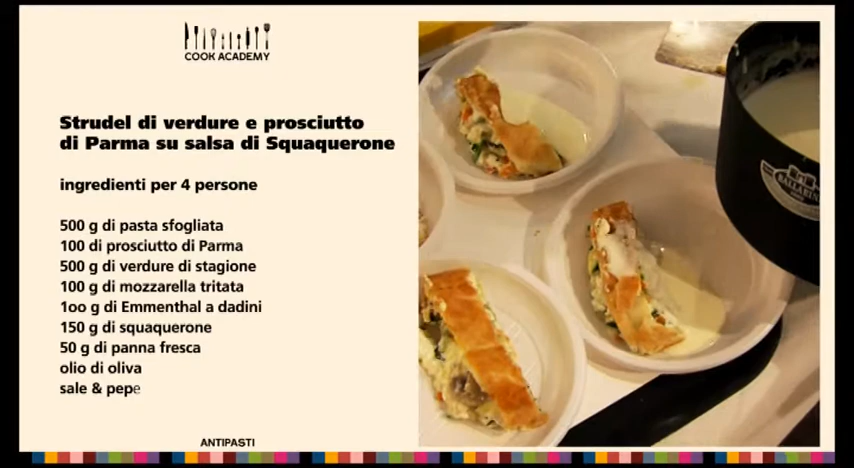 COOK ACADEMY
Strudel di verdure e prosciutto
di Parma su salsa di Squaquerone
ingredienti per 4 persone
500 g di pasta sfogliata
100 di prosciutto di Parma
500 g di verdure di stagione
100 g di mozzarella tritata
1oo g di Emmenthal a dadini
150 g di squaquerone
50 g di panna fresca
olio di oliva
sale & pepe
ANTIPASTI
BALLARINI